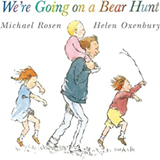 We're Going on a Bear Hunt
Michael Rosen Helen Oxenbury